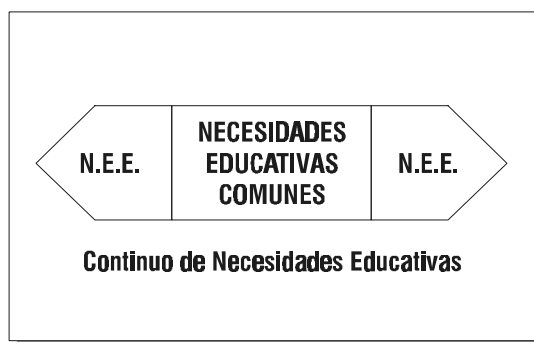 N.E.E.
NECESIDADES
EDUCATIVAS
COMUNES
N.E.E.
Continuo de Necesidades Educativas